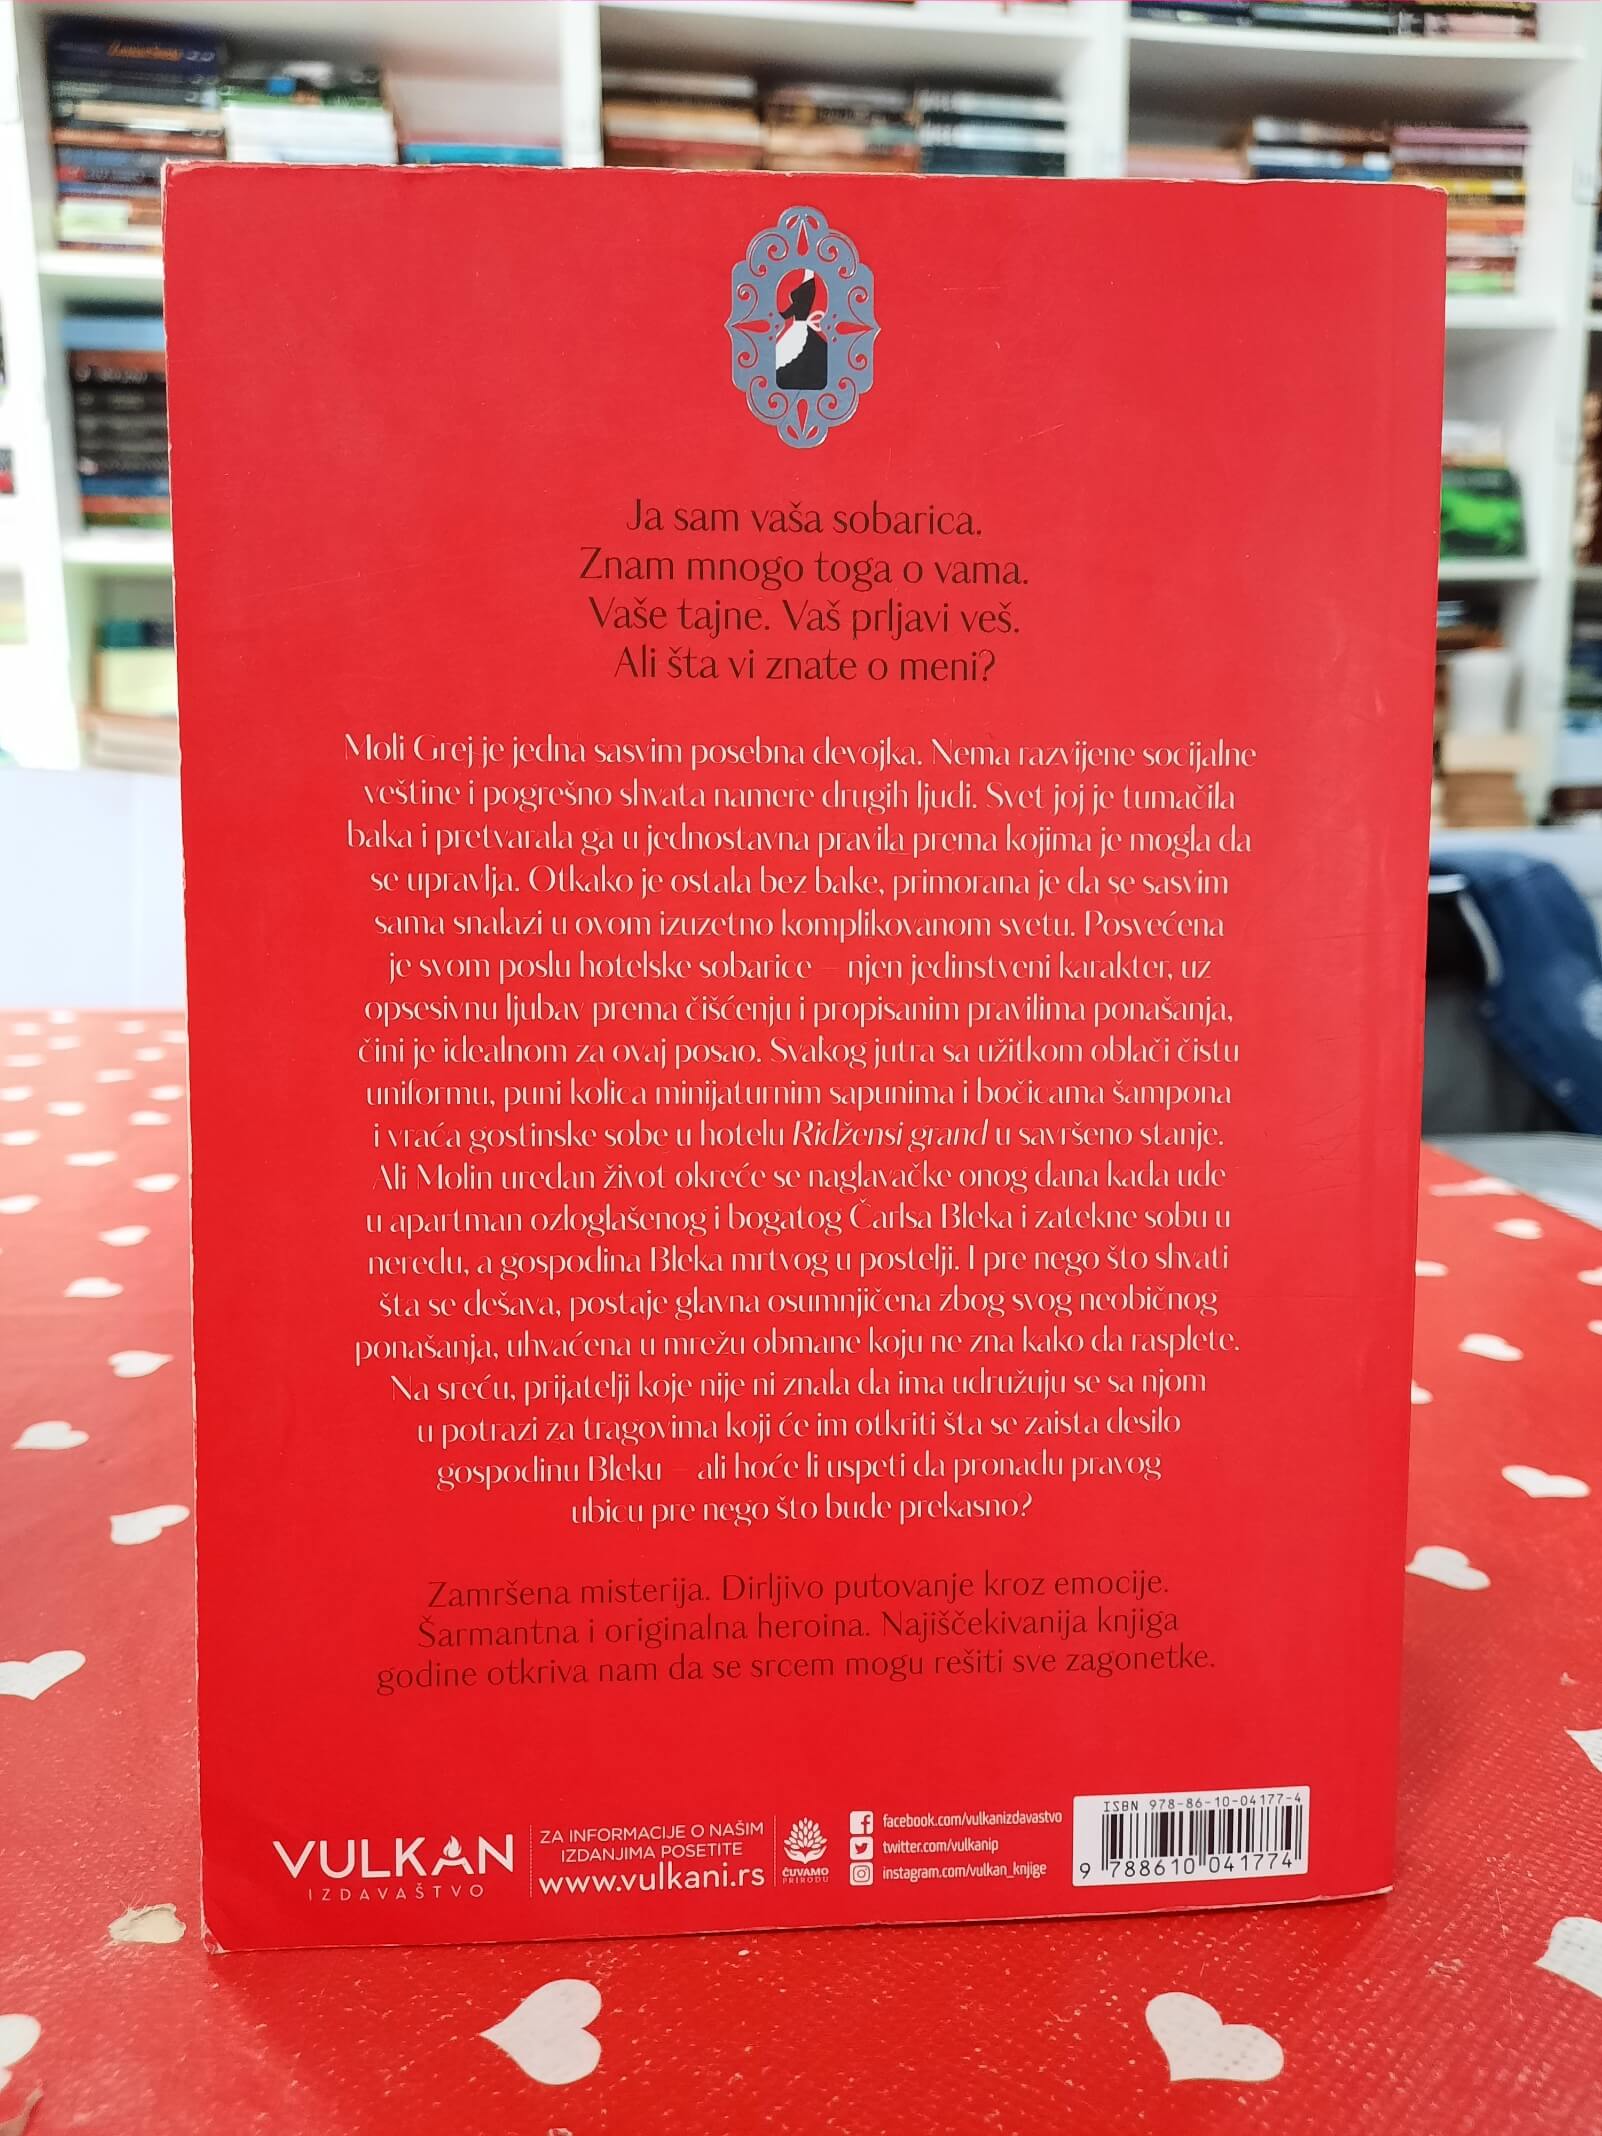 Ja sam vaša sobarica.
Znam mnogo toga o vama.
Vaše tajne. Vaš prljavi veš.
Ali šta vi znate o meni?
Moli Grej je jedna sasvim posebna devojka. Nema razvijene socijalne
veštine i pogrešno shvata namere drugih ljudi. Svet joj je tumačila
baka i pretvarala ga u jednostavna pravila prema kojima je mogla da
se upravlja. Otkako je ostala bez bake, primorana je da se sasvim
sama snalazi u ovom izuzetno komplikovanom svetu. Posvećena
je svom poslu hotelske sobarice – njen jedinstveni karakter, uz
opsesivnu ljubav prema čišćenju i propisanim pravilima ponašanja,
čini je idealnom za ovaj posao. Svakog jutra sa užitkom oblači čistu
uniformu, puni kolica minijaturnim sapunima i bočicama šampona
i vraća gostinske sobe u hotelu Ridžensi grand u savršeno stanje.
Ali Molin uredan život okreće se naglavačke onog dana kada uđe
u apartman ozloglašenog i bogatog Čarlsa Bleka i zatekne sobu u
neredu, a gospodina Bleka mrtvog u postelji. I pre nego što shvati
šta se dešava, postaje glavna osumnjičena zbog svog neobičnog
ponašanja, uhvaćena u mrežu obmane koju ne zna kako da rasplete.
Na sreću, prijatelji koje nije ni znala da ima udružuju se sa njom
u potrazi za tragovima koji će im otkriti šta se zaista desilo
gospodinu Bleku – ali hoće li uspeti da pronađu pravog
ubicu pre nego što bude prekasno?
Zamršena misterija. Dirljivo putovanje kroz emocije.
Šarmantna i originalna heroina. Najiščekivanija knjiga
godine otkriva nam da se srcem mogu rešiti sve zagonetke.
VULKAN
IZDAVAŠTVO
ZA INFORMACIJE O NAŠIM
IZDANJIMA POSETITE
www.vulkani.rs
ČUVAMO
PRIRODU
facebook.com/vulkanizdavastvo
twitter.com/vulkanip
instagram.com/vulkan_knjige
ISBN 978-86-10-04177-4
9 788610 041774